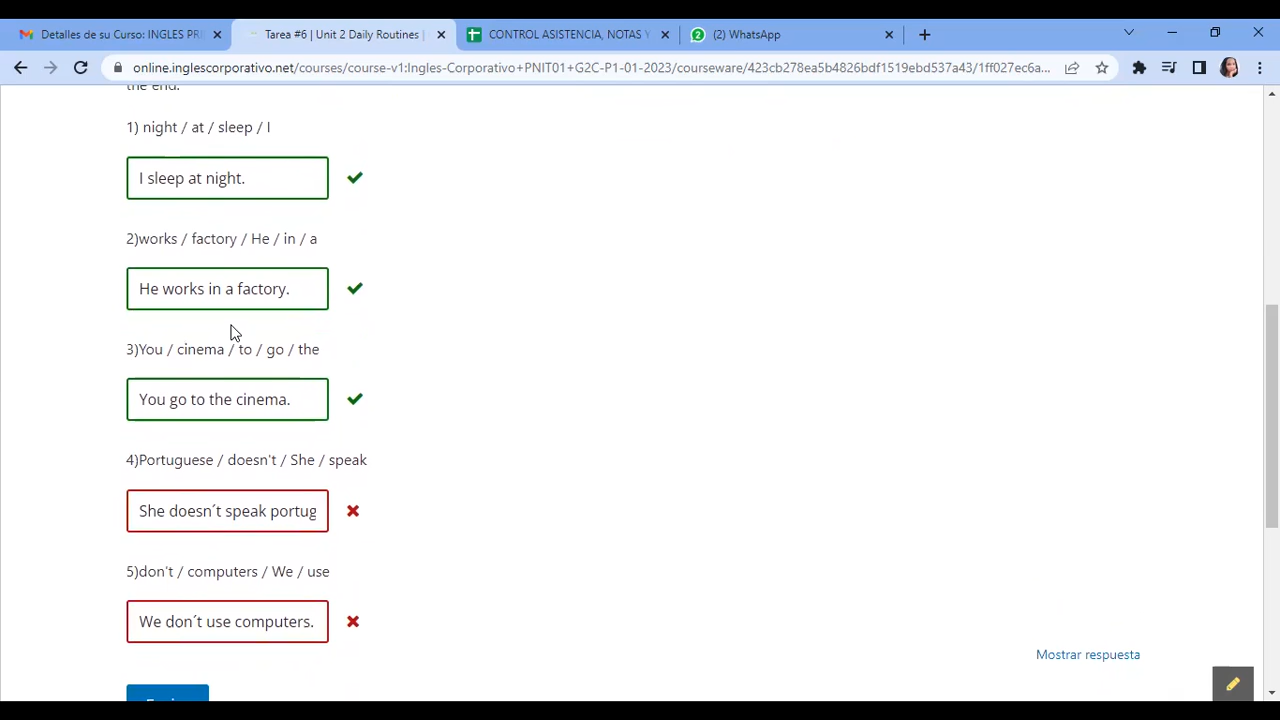 Detalles de su Curso: INGLES PRI
Tarea #6 | Unit 2 Daily Routines |
CONTROL ASISTENCIA, NOTAS Y
2
(2) WhatsApp
online.inglescorporativo.net/courses/course-v1:Ingles-Corporativo+PNIT01+G2C-P1-01-2023/courseware/423cb278ea5b4826bdf1519ebd537a43/1ff027ec6a...
the end.
1) night / at / sleep / I
I sleep at night.
2)works / factory / He / in / a
He works in a factory.
3)You / cinema / to / go / the
You go to the cinema.
4)Portuguese / doesn't / She / speak
She doesn´t speak portug
5)don't / computers / We / use
We don´t use computers.
Mostrar respuesta